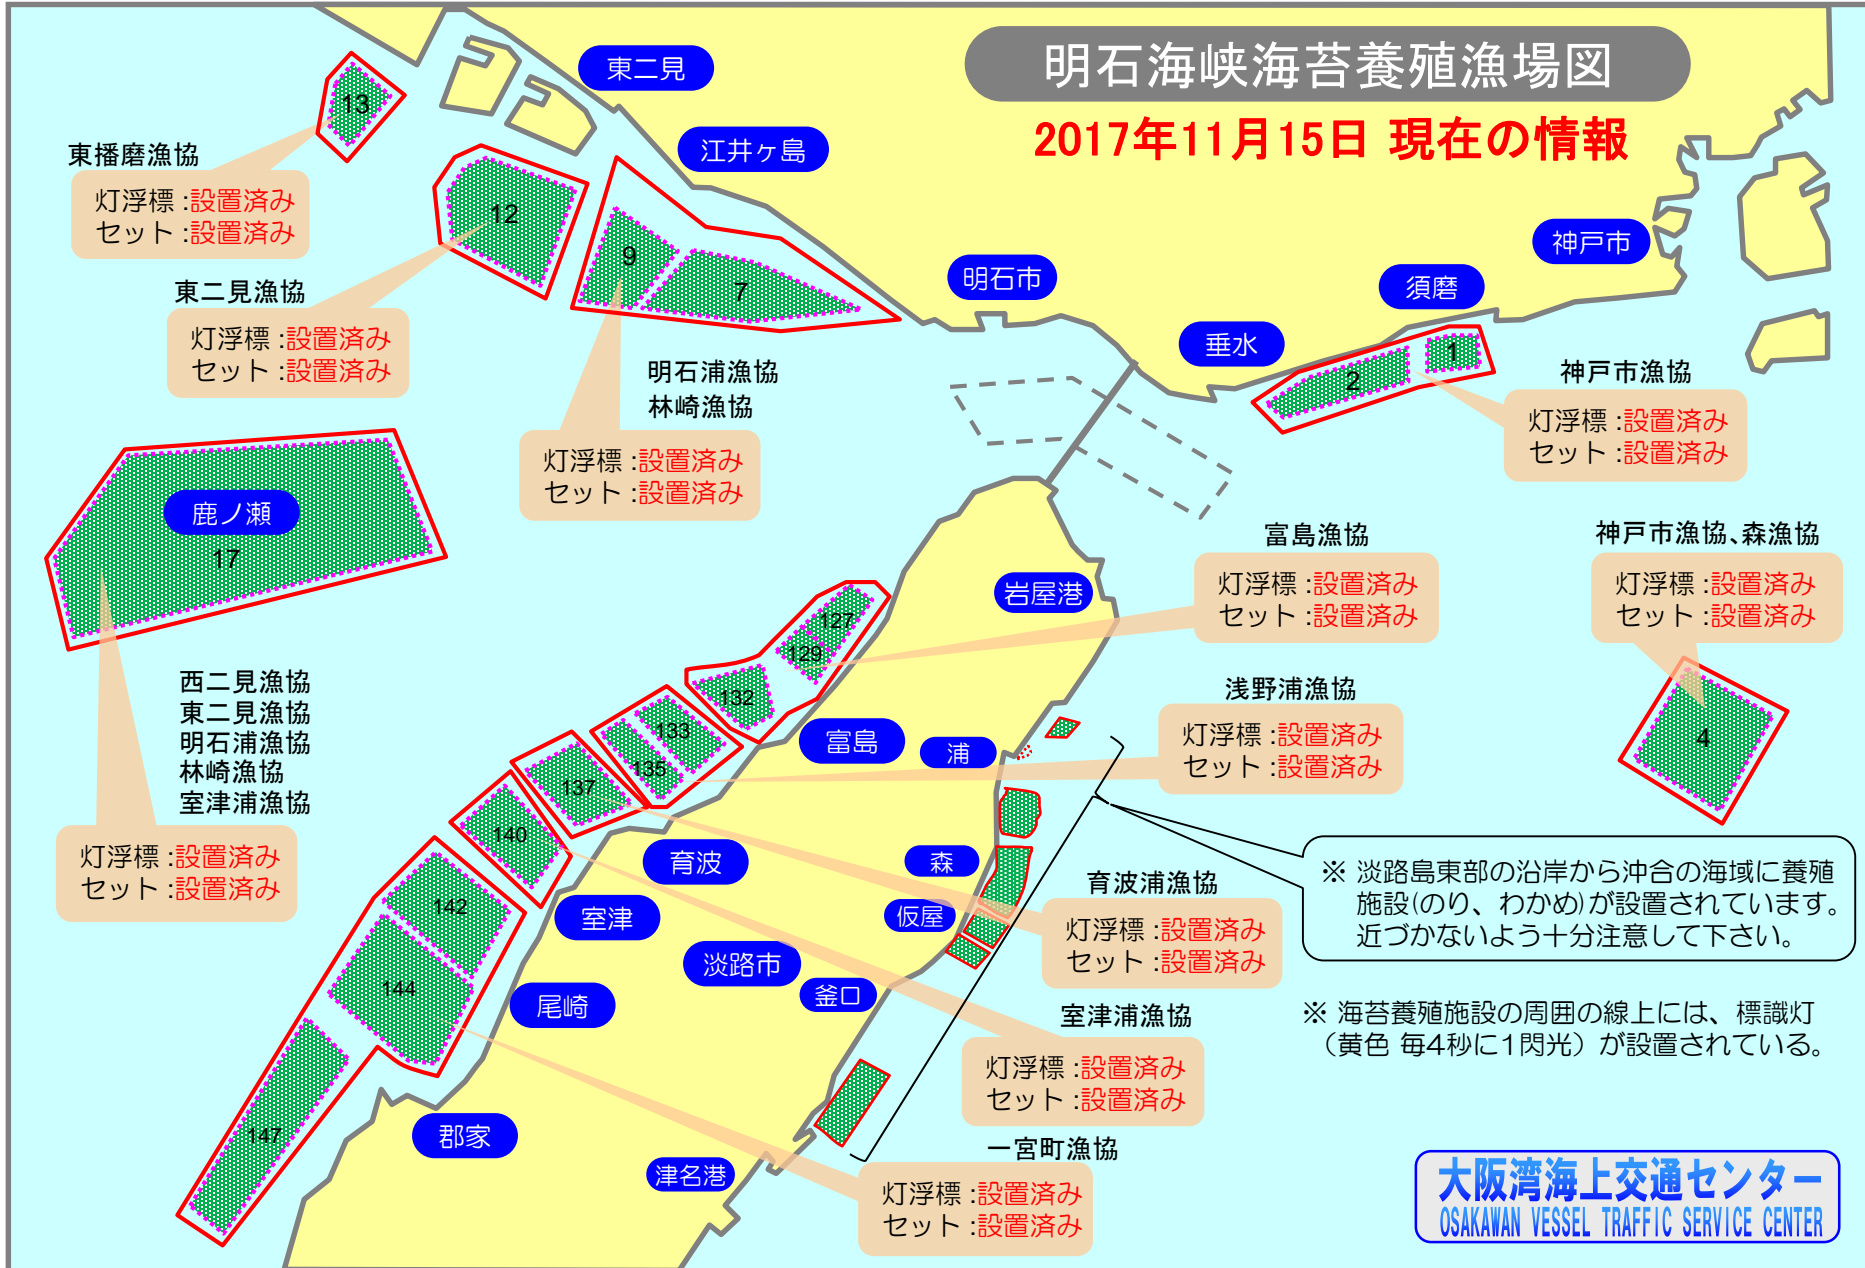 明石海峡海苔養殖漁場図
2017年11月15日 現在の情報
東二見
江井ヶ島
明石市
垂水
須磨
神戸市
13
東播磨漁協
灯浮標:設置済み
セット:設置済み
12
東二見漁協
灯浮標:設置済み
セット:設置済み
9
7
明石浦漁協
林崎漁協
灯浮標:設置済み
セット:設置済み
1
2
神戸市漁協
灯浮標:設置済み
セット:設置済み
鹿ノ瀬
17
西二見漁協
東二見漁協
明石浦漁協
林崎漁協
室津浦漁協
灯浮標:設置済み
セット:設置済み
岩屋港
富島漁協
灯浮標:設置済み
セット:設置済み
神戸市漁協、森漁協
灯浮標:設置済み
セット:設置済み
4
127
129
132
133
135
137
140
142
144
147
浅野浦漁協
灯浮標:設置済み
セット:設置済み
富島
浦
育波
森
室津
仮屋
淡路市
尾崎
釜口
郡家
津名港
育波浦漁協
灯浮標:設置済み
セット:設置済み
室津浦漁協
灯浮標:設置済み
セット:設置済み
一宮町漁協
灯浮標:設置済み
セット:設置済み
※ 淡路島東部の沿岸から沖合の海域に養殖
施設(のり、わかめ)が設置されています。
近づかないよう十分注意して下さい。
※ 海苔養殖施設の周囲の線上には、標識灯
（黄色 毎4秒に1閃光）が設置されている。
大阪湾海上交通センター
OSAKAWAN VESSEL TRAFFIC SERVICE CENTER